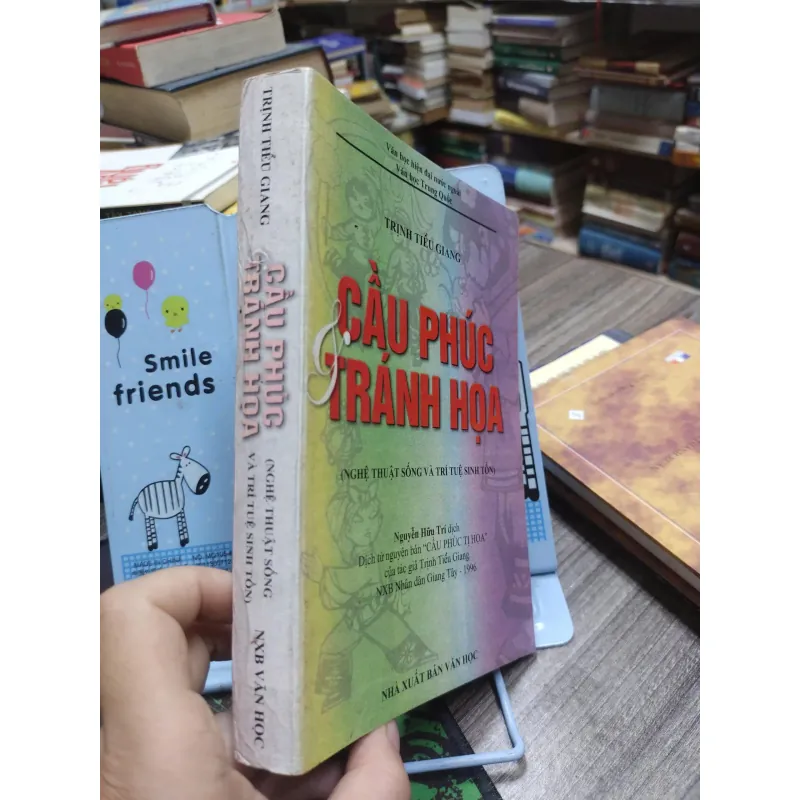 TRỊNH TIẾU GIANG
CẦU PHÚC
& TRÁNH HỌA
(NGHỆ THUẬT SỐNG
VÀ TRÍ TUỆ SINH TỒN)
NXB VĂN HỌC
Văn học hiện đại nước ngoài
Văn học Trung Quốc
TRỊNH TIẾU GIANG
CẦU PHÚC
& TRÁNH HỌA
(NGHỆ THUẬT SỐNG VÀ TRÍ TUỆ SINH TỒN)
Nguyễn Hữu Trí dịch
Dịch từ nguyên bản "CẦU PHÚC TỊ HỌA"
của tác giả Trịnh Tiếu Giang
NXB Nhân dân Giang Tây - 1996
NHÀ XUẤT BẢN VĂN HỌC
Smile
friends